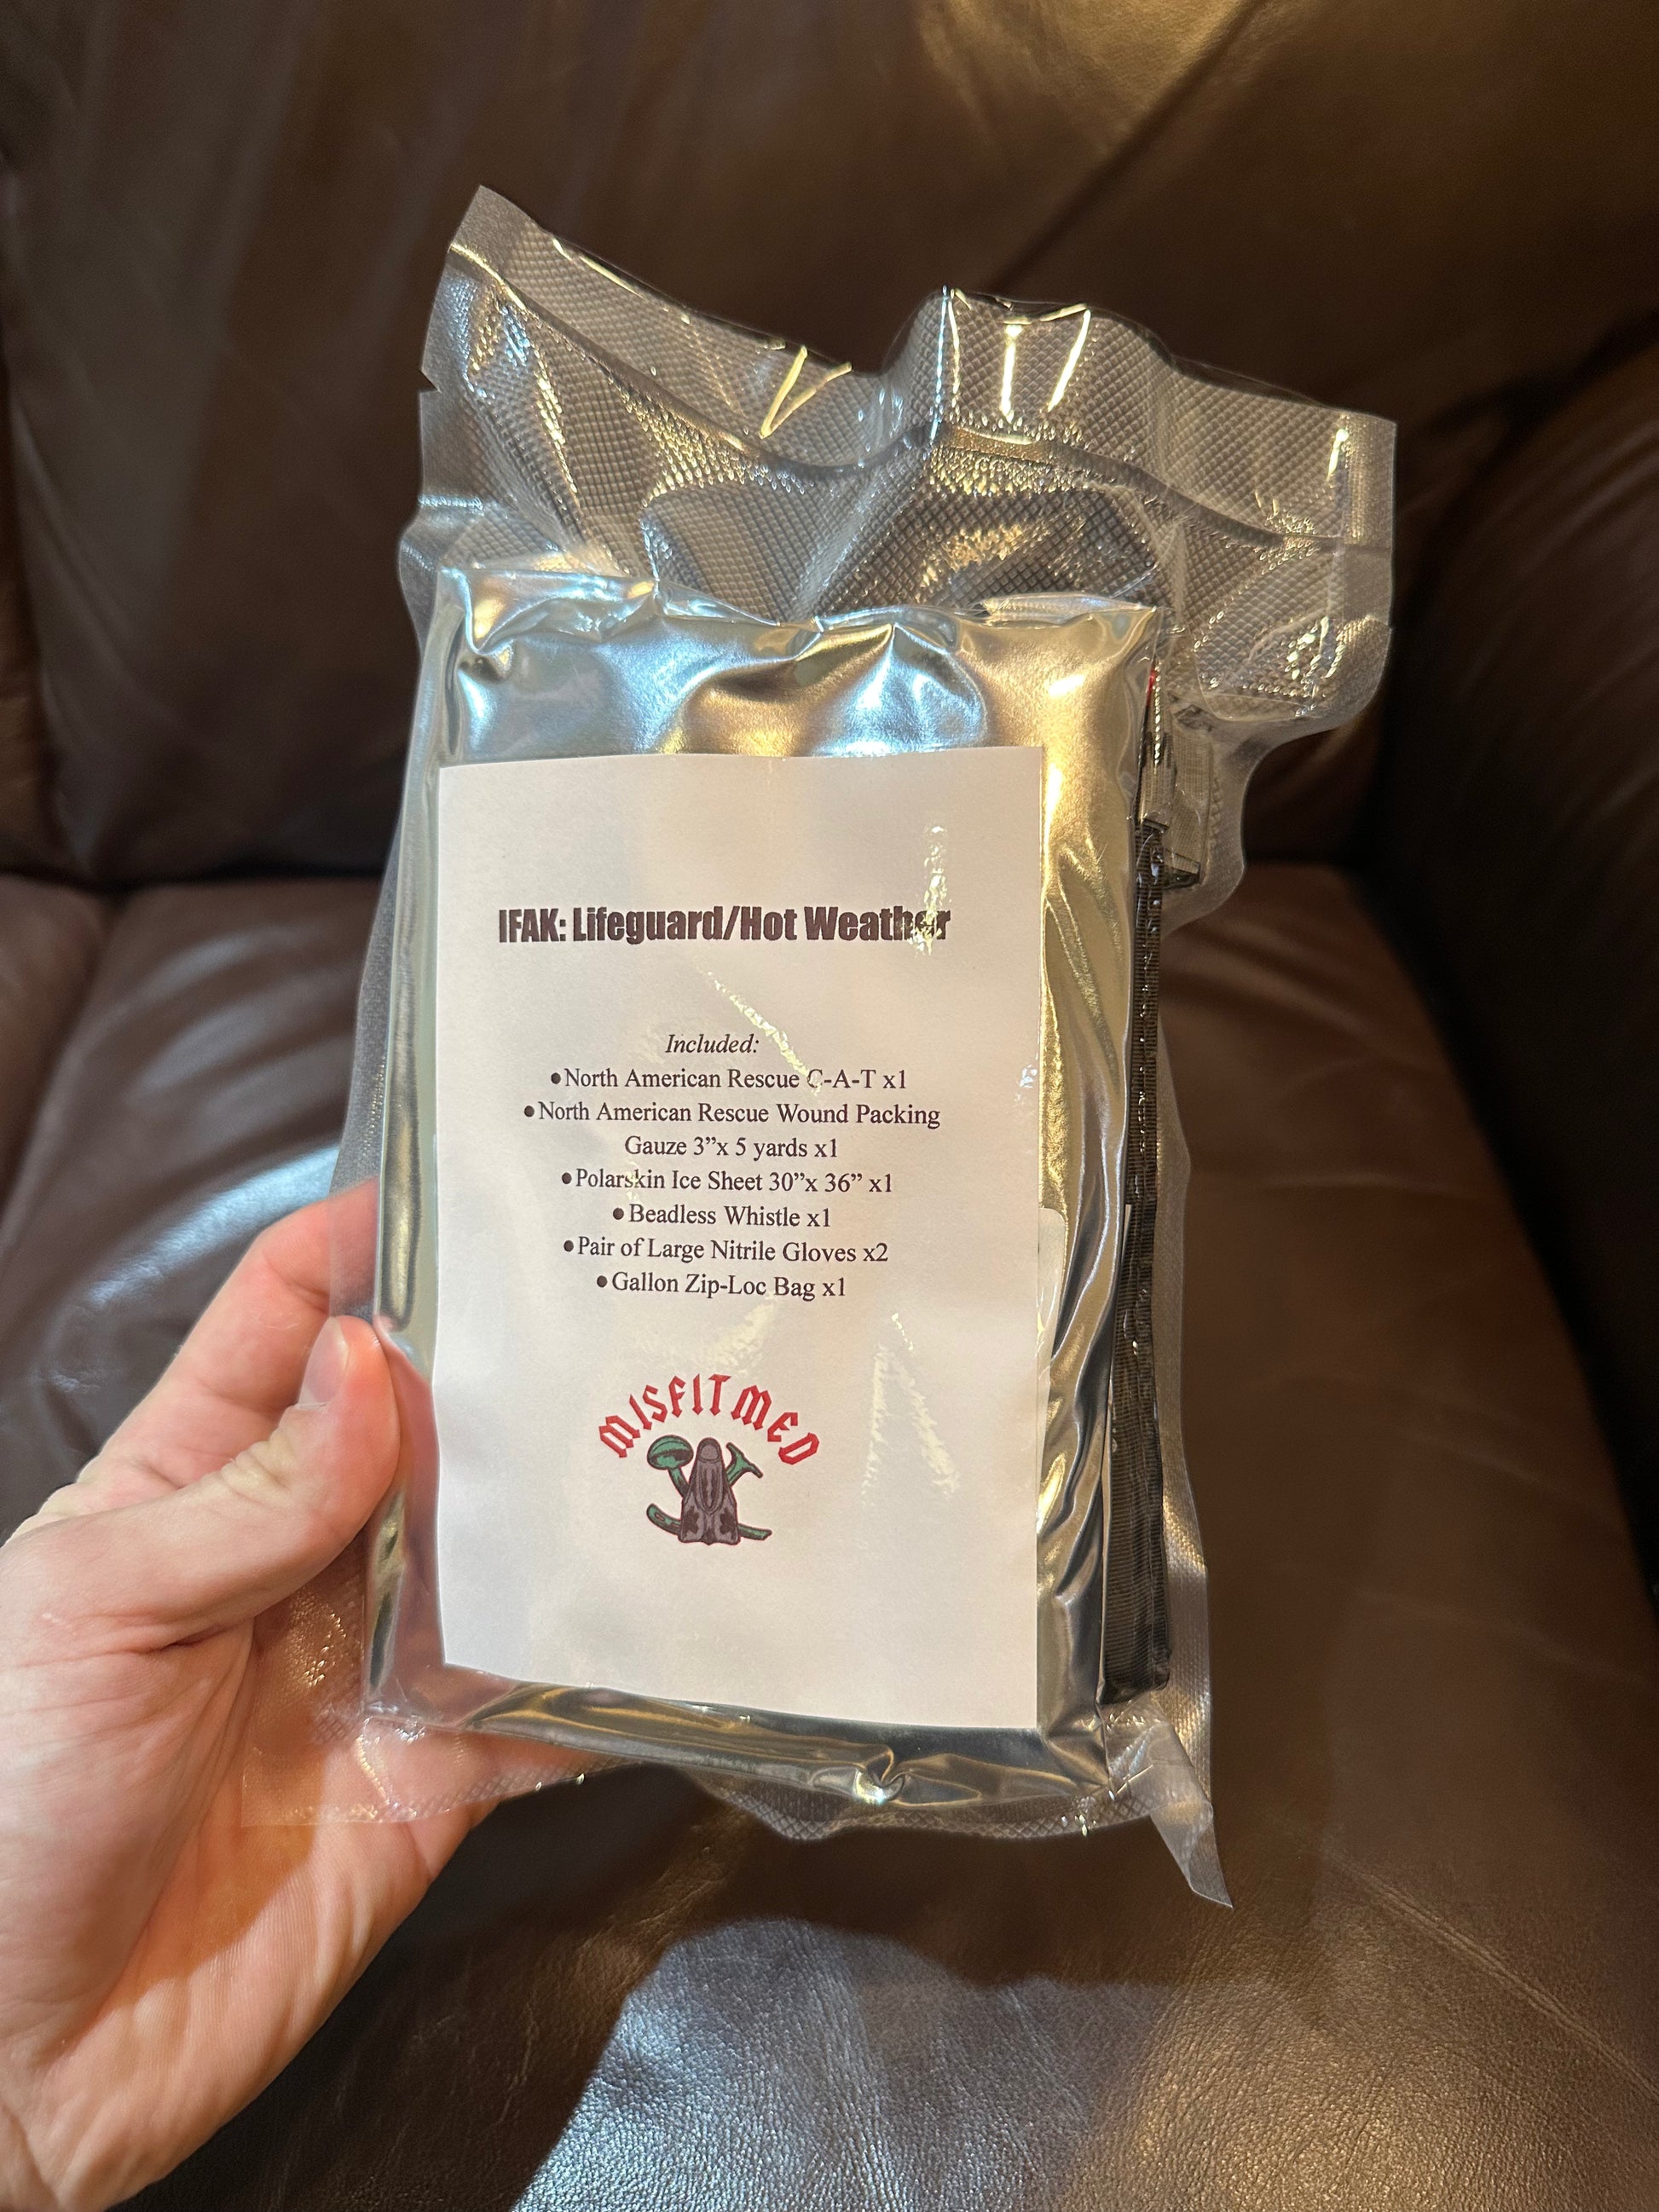 IFAK: Lifeguard/Hot Weather
Included:
•North American Rescue C-A-T x1
•North American Rescue Wound Packing
Gauze 3”x 5 yards x1
•Polarskin Ice Sheet 30”x 36” x1
•Beadless Whistle x1
•Pair of Large Nitrile Gloves x2
•Gallon Zip-Loc Bag x1
MISFIT MED